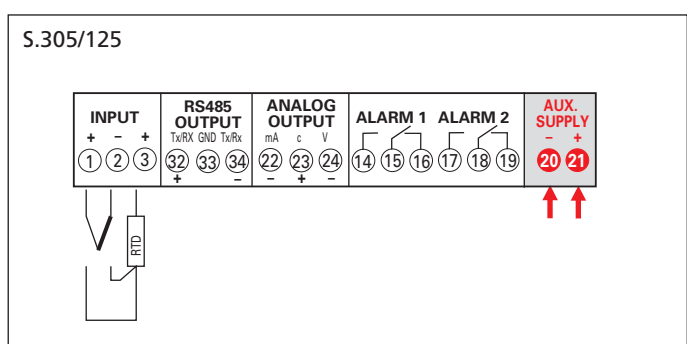 S.305/125
INPUT
+ – +
1 2 3
RS485
OUTPUT
Tx/RX GND Tx/Rx
32 33 34
+ –
ANALOG
OUTPUT
mA c V
22 23 24
– + –
ALARM 1 ALARM 2
14 15 16 17 18 19
AUX.
SUPPLY
– +
20 21
RTD